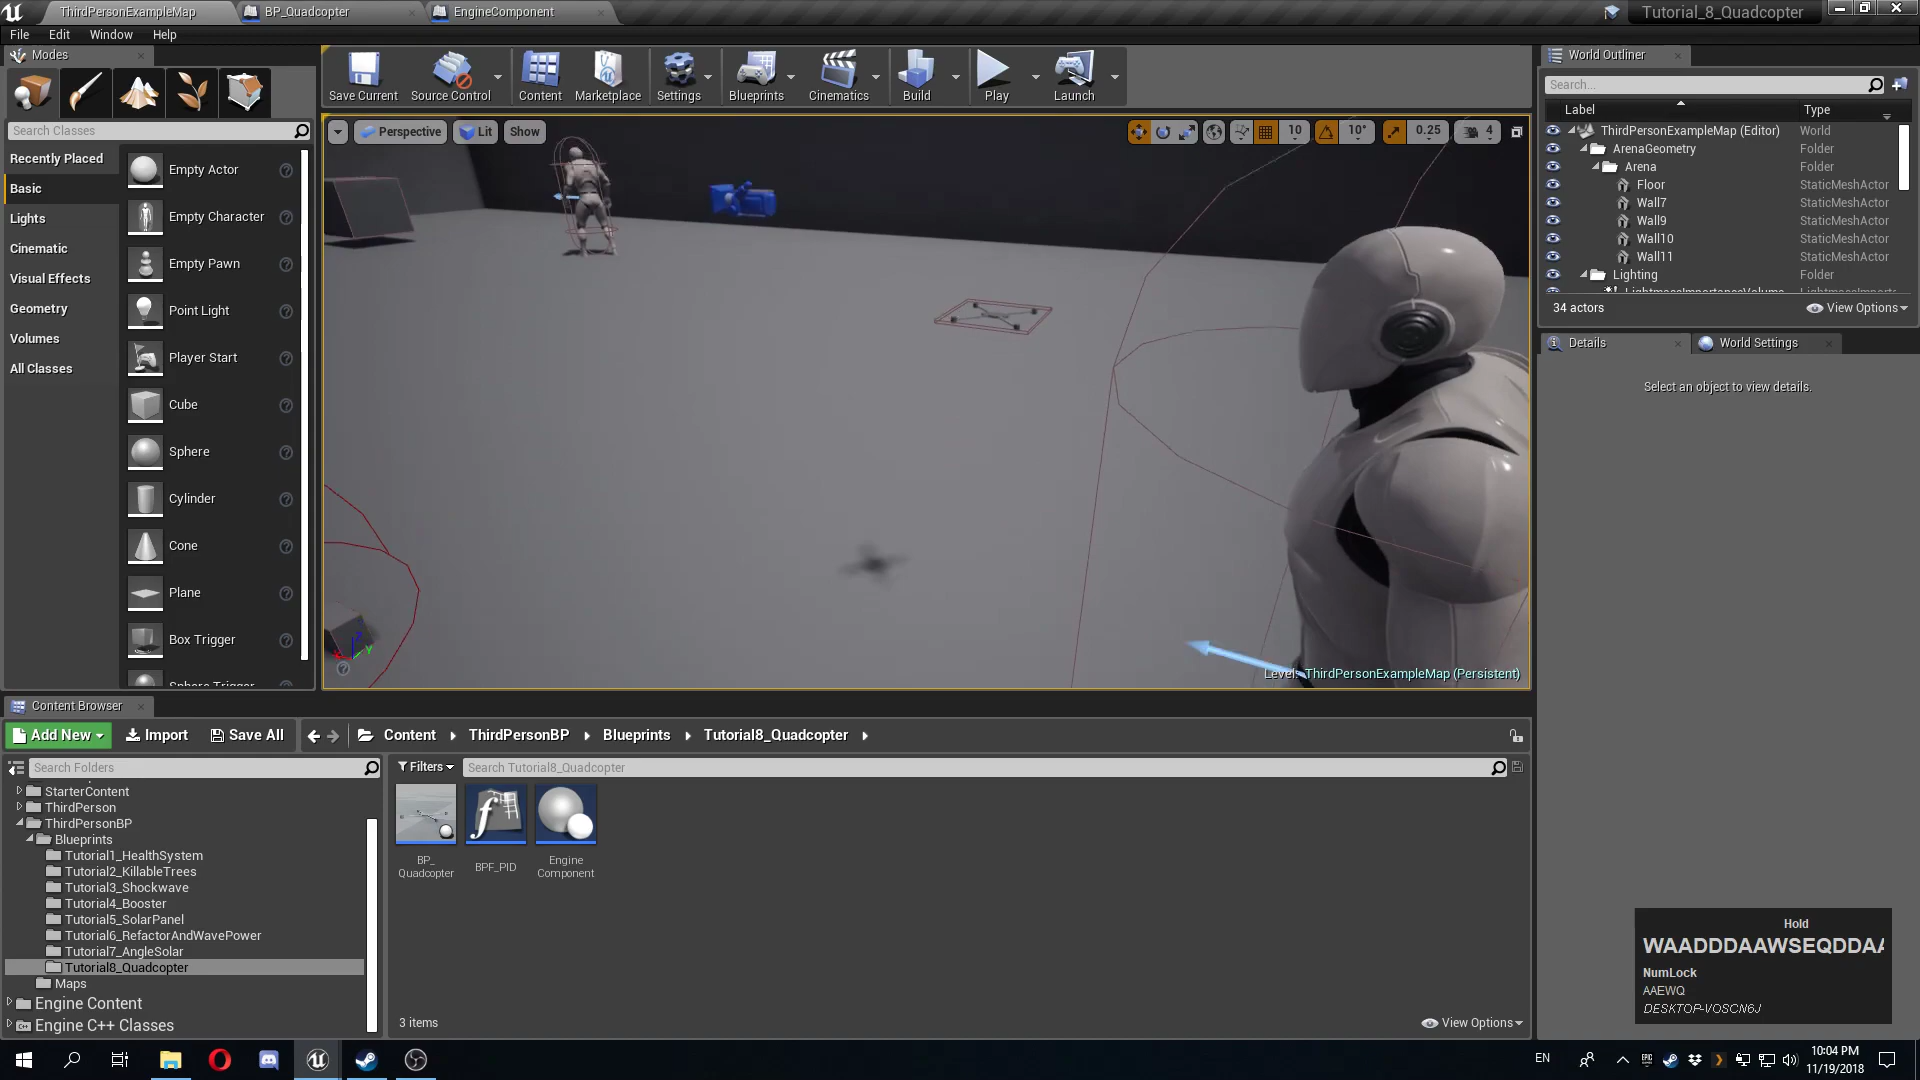 ThirdPersonExampleMap
BP_Quadcopter
EngineComponent
Tutorial_8_Quadcopter
File Edit Window Help
Modes
Search Classes
Recently Placed
Basic
Lights
Cinematic
Visual Effects
Geometry
Volumes
All Classes
Empty Actor
Empty Character
Empty Pawn
Point Light
Player Start
Cube
Sphere
Cylinder
Cone
Plane
Box Trigger
Sphere Trigger
Save Current
Source Control
Content
Marketplace
Settings
Blueprints
Cinematics
Build
Play
Launch
Perspective
Lit
Show
10
10°
0.25
4
Level: ThirdPersonExampleMap (Persistent)
World Outliner
Search...
Label Type
ThirdPersonExampleMap (Editor) World
ArenaGeometry Folder
Arena Folder
Floor StaticMeshActor
Wall7 StaticMeshActor
Wall9 StaticMeshActor
Wall10 StaticMeshActor
Wall11 StaticMeshActor
Lighting Folder
34 actors
View Options
Details
World Settings
Select an object to view details.
Content Browser
Add New
Import
Save All
Content
ThirdPersonBP
Blueprints
Tutorial8_Quadcopter
Search Folders
Filters
Search Tutorial8_Quadcopter
StarterContent
ThirdPerson
ThirdPersonBP
Blueprints
Tutorial1_HealthSystem
Tutorial2_KillableTrees
Tutorial3_Shockwave
Tutorial4_Booster
Tutorial5_SolarPanel
Tutorial6_RefactorAndWavePower
Tutorial7_AngleSolar
Tutorial8_Quadcopter
Maps
Engine Content
Engine C++ Classes
BP_
Quadcopter
BPF_PID
Engine
Component
3 items
View Options
Hold
WAADDDAAWSEQDDAA
NumLock
AAEWQ
DESKTOP-VOSCN6J
EN
10:04 PM
11/19/2018